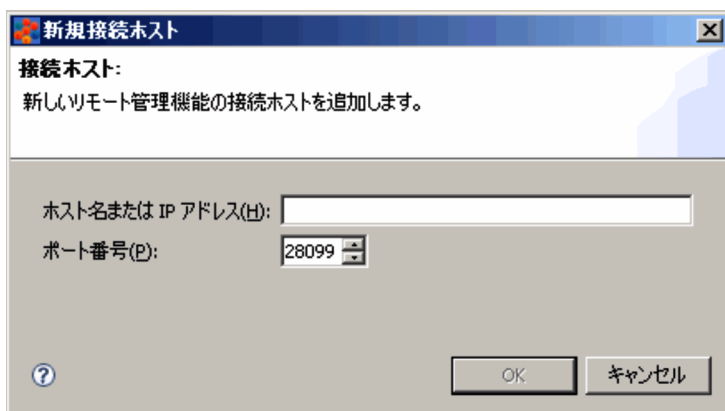 新規接続ホスト
接続ホスト:
新しいリモート管理機能の接続ホストを追加します。
ホスト名または IP アドレス(H):
ポート番号(P): 28099
OK キャンセル